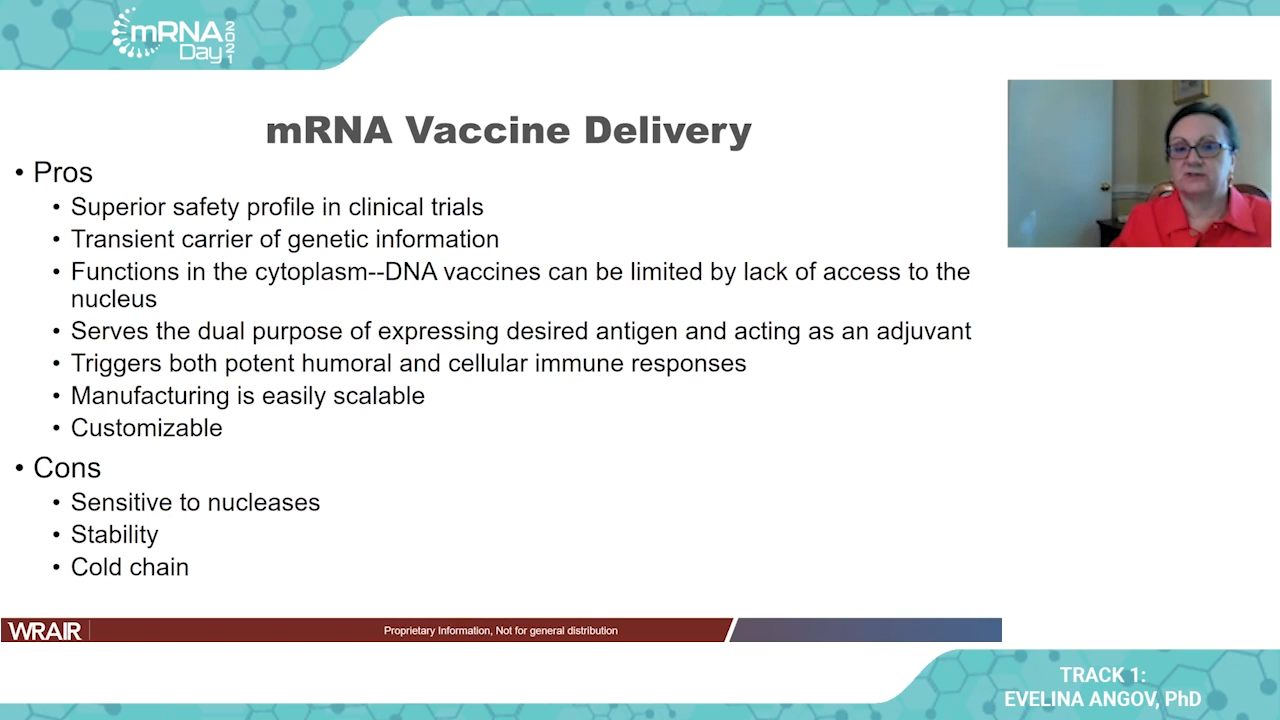 mRNA
Day
2021
mRNA Vaccine Delivery
• Pros
• Superior safety profile in clinical trials
• Transient carrier of genetic information
• Functions in the cytoplasm--DNA vaccines can be limited by lack of access to the
nucleus
• Serves the dual purpose of expressing desired antigen and acting as an adjuvant
• Triggers both potent humoral and cellular immune responses
• Manufacturing is easily scalable
• Customizable
• Cons
• Sensitive to nucleases
• Stability
• Cold chain
WRAIR
Proprietary Information, Not for general distribution
TRACK 1:
EVELINA ANGOV, PhD